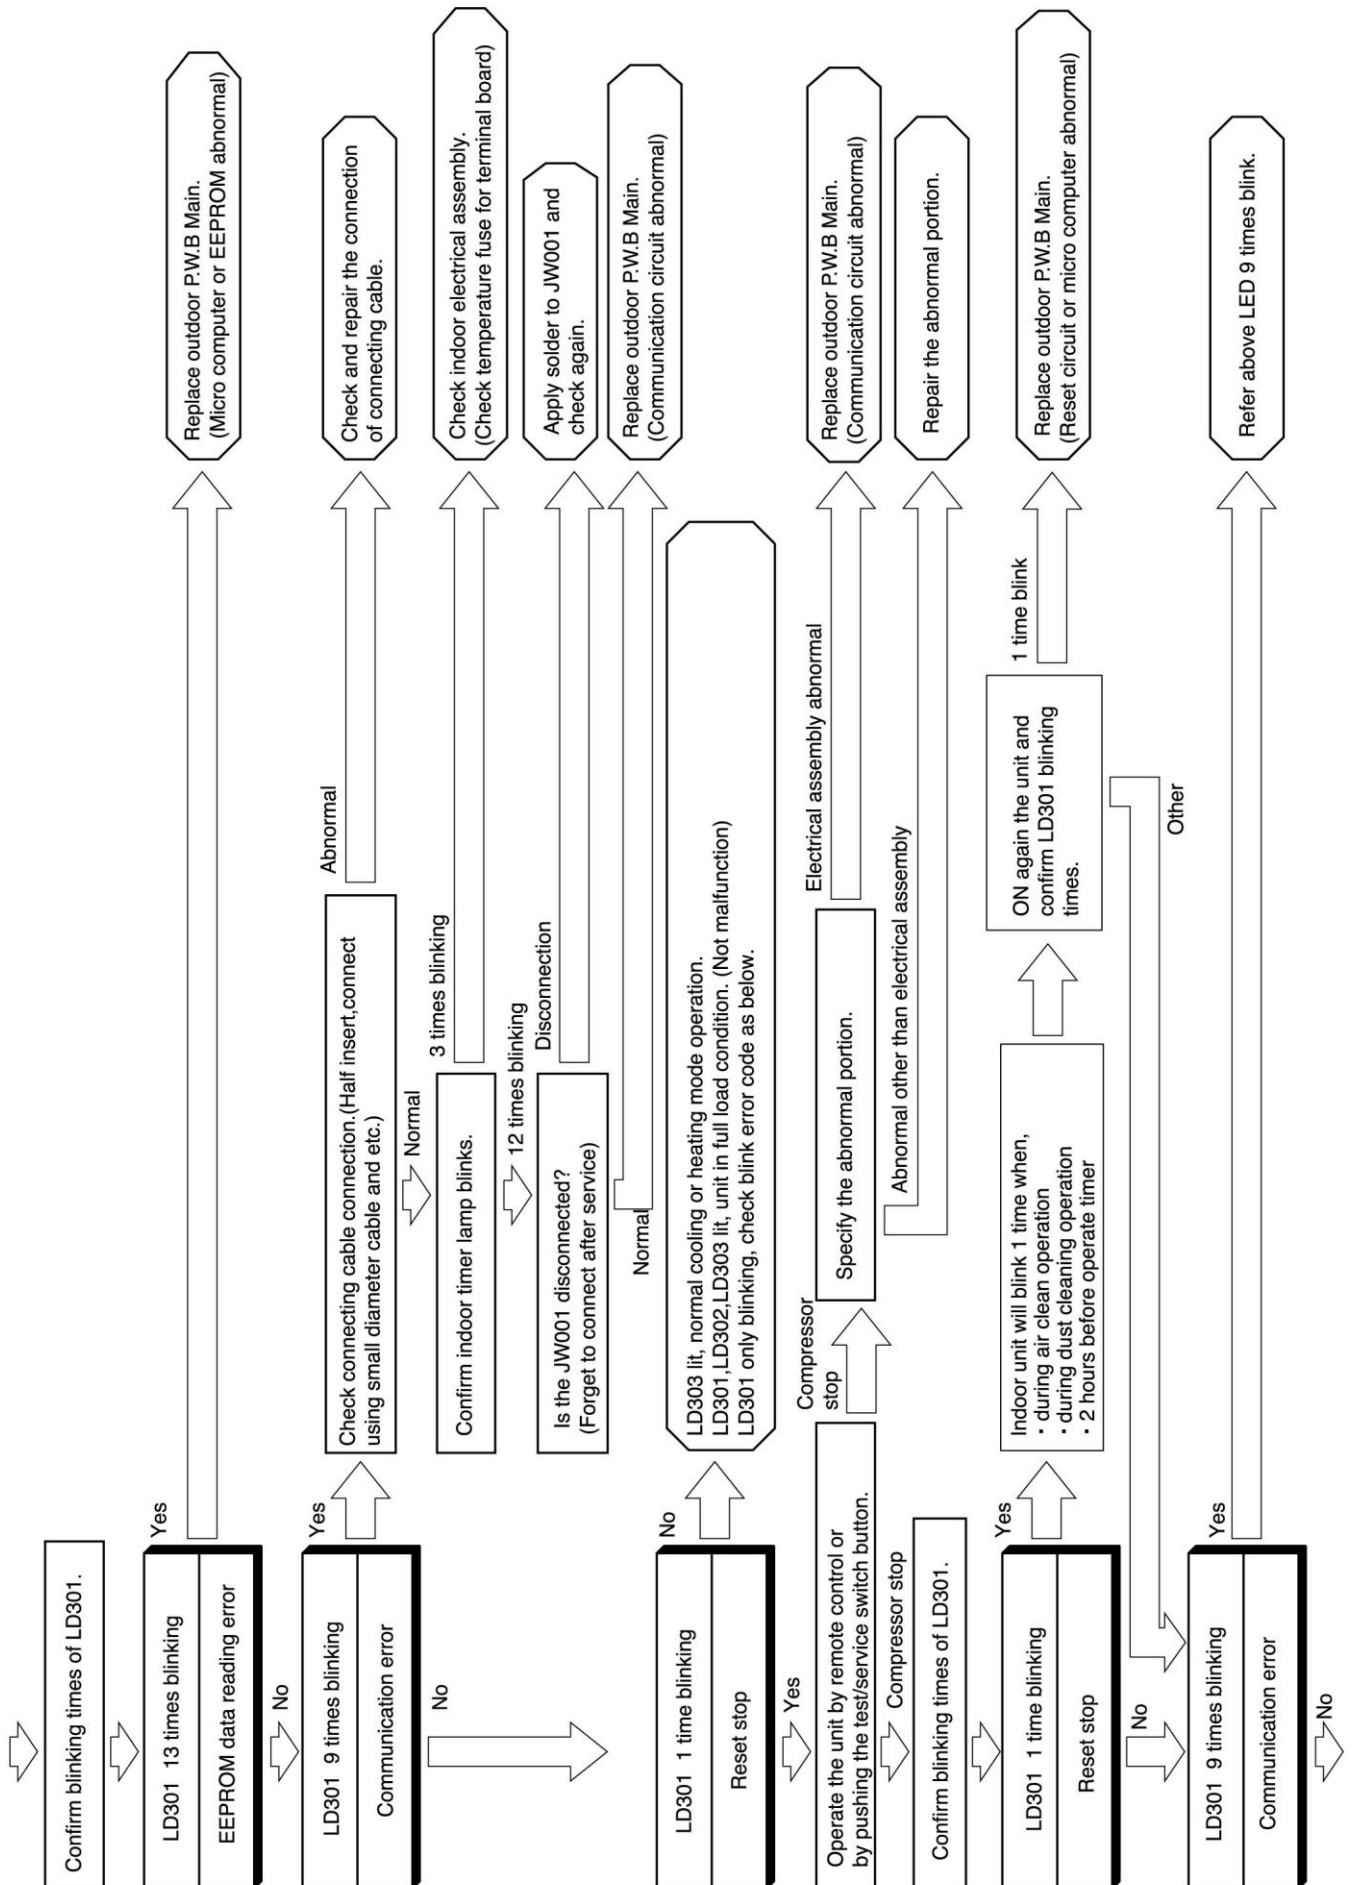 Confirm blinking times of LD301.
LD301  13 times blinking
EEPROM data reading error
Yes
Replace outdoor P.W.B Main.
(Micro computer or EEPROM abnormal)
No
LD301  9 times blinking
Communication error
Yes
Check connecting cable connection.(Half insert,connect
using small diameter cable and etc.)
Abnormal
Check and repair the connection
of connecting cable.
Normal
Confirm indoor timer lamp blinks.
3 times blinking
Check indoor electrical assembly.
(Check temperature fuse for terminal board)
12 times blinking
Is the JW001 disconnected?
(Forget to connect after service)
Disconnection
Apply solder to JW001 and
check again.
Normal
Replace outdoor P.W.B Main.
(Communication circuit abnormal)
No
LD301  1 time blinking
Reset stop
No
LD303 lit, normal cooling or heating mode operation.
LD301,LD302,LD303 lit, unit in full load condition. (Not malfunction)
LD301 only blinking, check blink error code as below.
Yes
Operate the unit by remote control or
by pushing the test/service switch button.
Compressor
stop
Specify the abnormal portion.
Electrical assembly abnormal
Replace outdoor P.W.B Main.
(Communication circuit abnormal)
Abnormal other than electrical assembly
Repair the abnormal portion.
Compressor stop
Confirm blinking times of LD301.
LD301  1 time blinking
Reset stop
Yes
Indoor unit will blink 1 time when,
・during air clean operation
・during dust cleaning operation
・2 hours before operate timer
ON again the unit and
confirm LD301 blinking
times.
1 time blink
Replace outdoor P.W.B Main.
(Reset circuit or micro computer abnormal)
Other
No
LD301  9 times blinking
Communication error
Yes
Refer above LED 9 times blink.
No